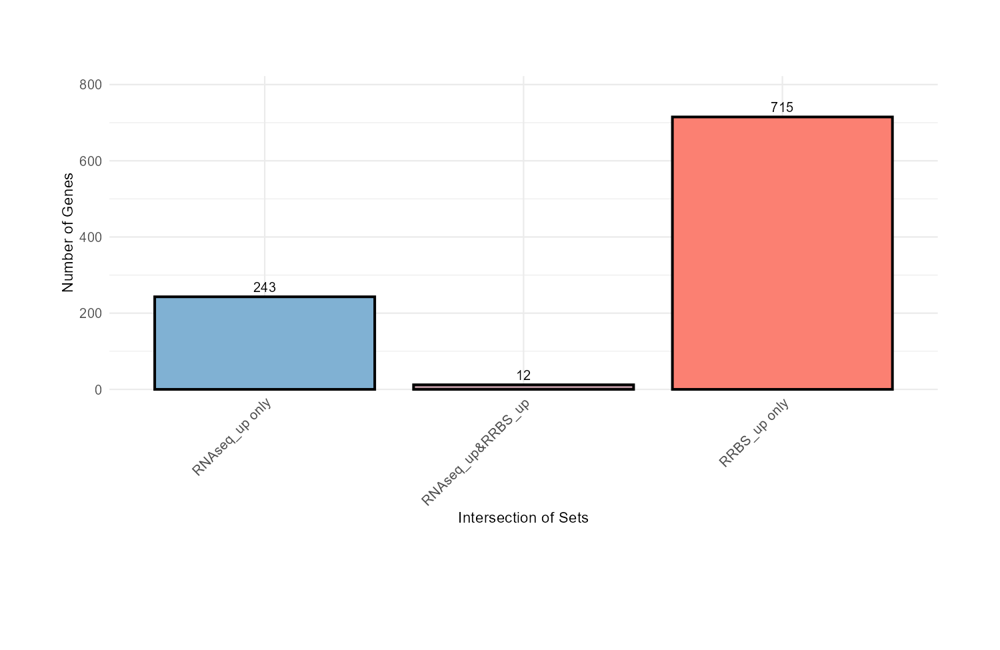 Number of Genes
800
600
400
200
0
243
12
715
RNAseq_up only
RNAseq_up&RRBS_up
RRBS_up only
Intersection of Sets